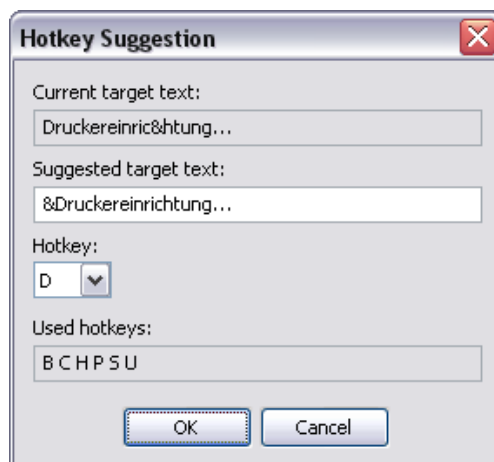 Hotkey Suggestion
Current target text:
Druckereinric&htung...
Suggested target text:
&Druckereinrichtung...
Hotkey:
D
Used hotkeys:
B C H P S U
OK Cancel